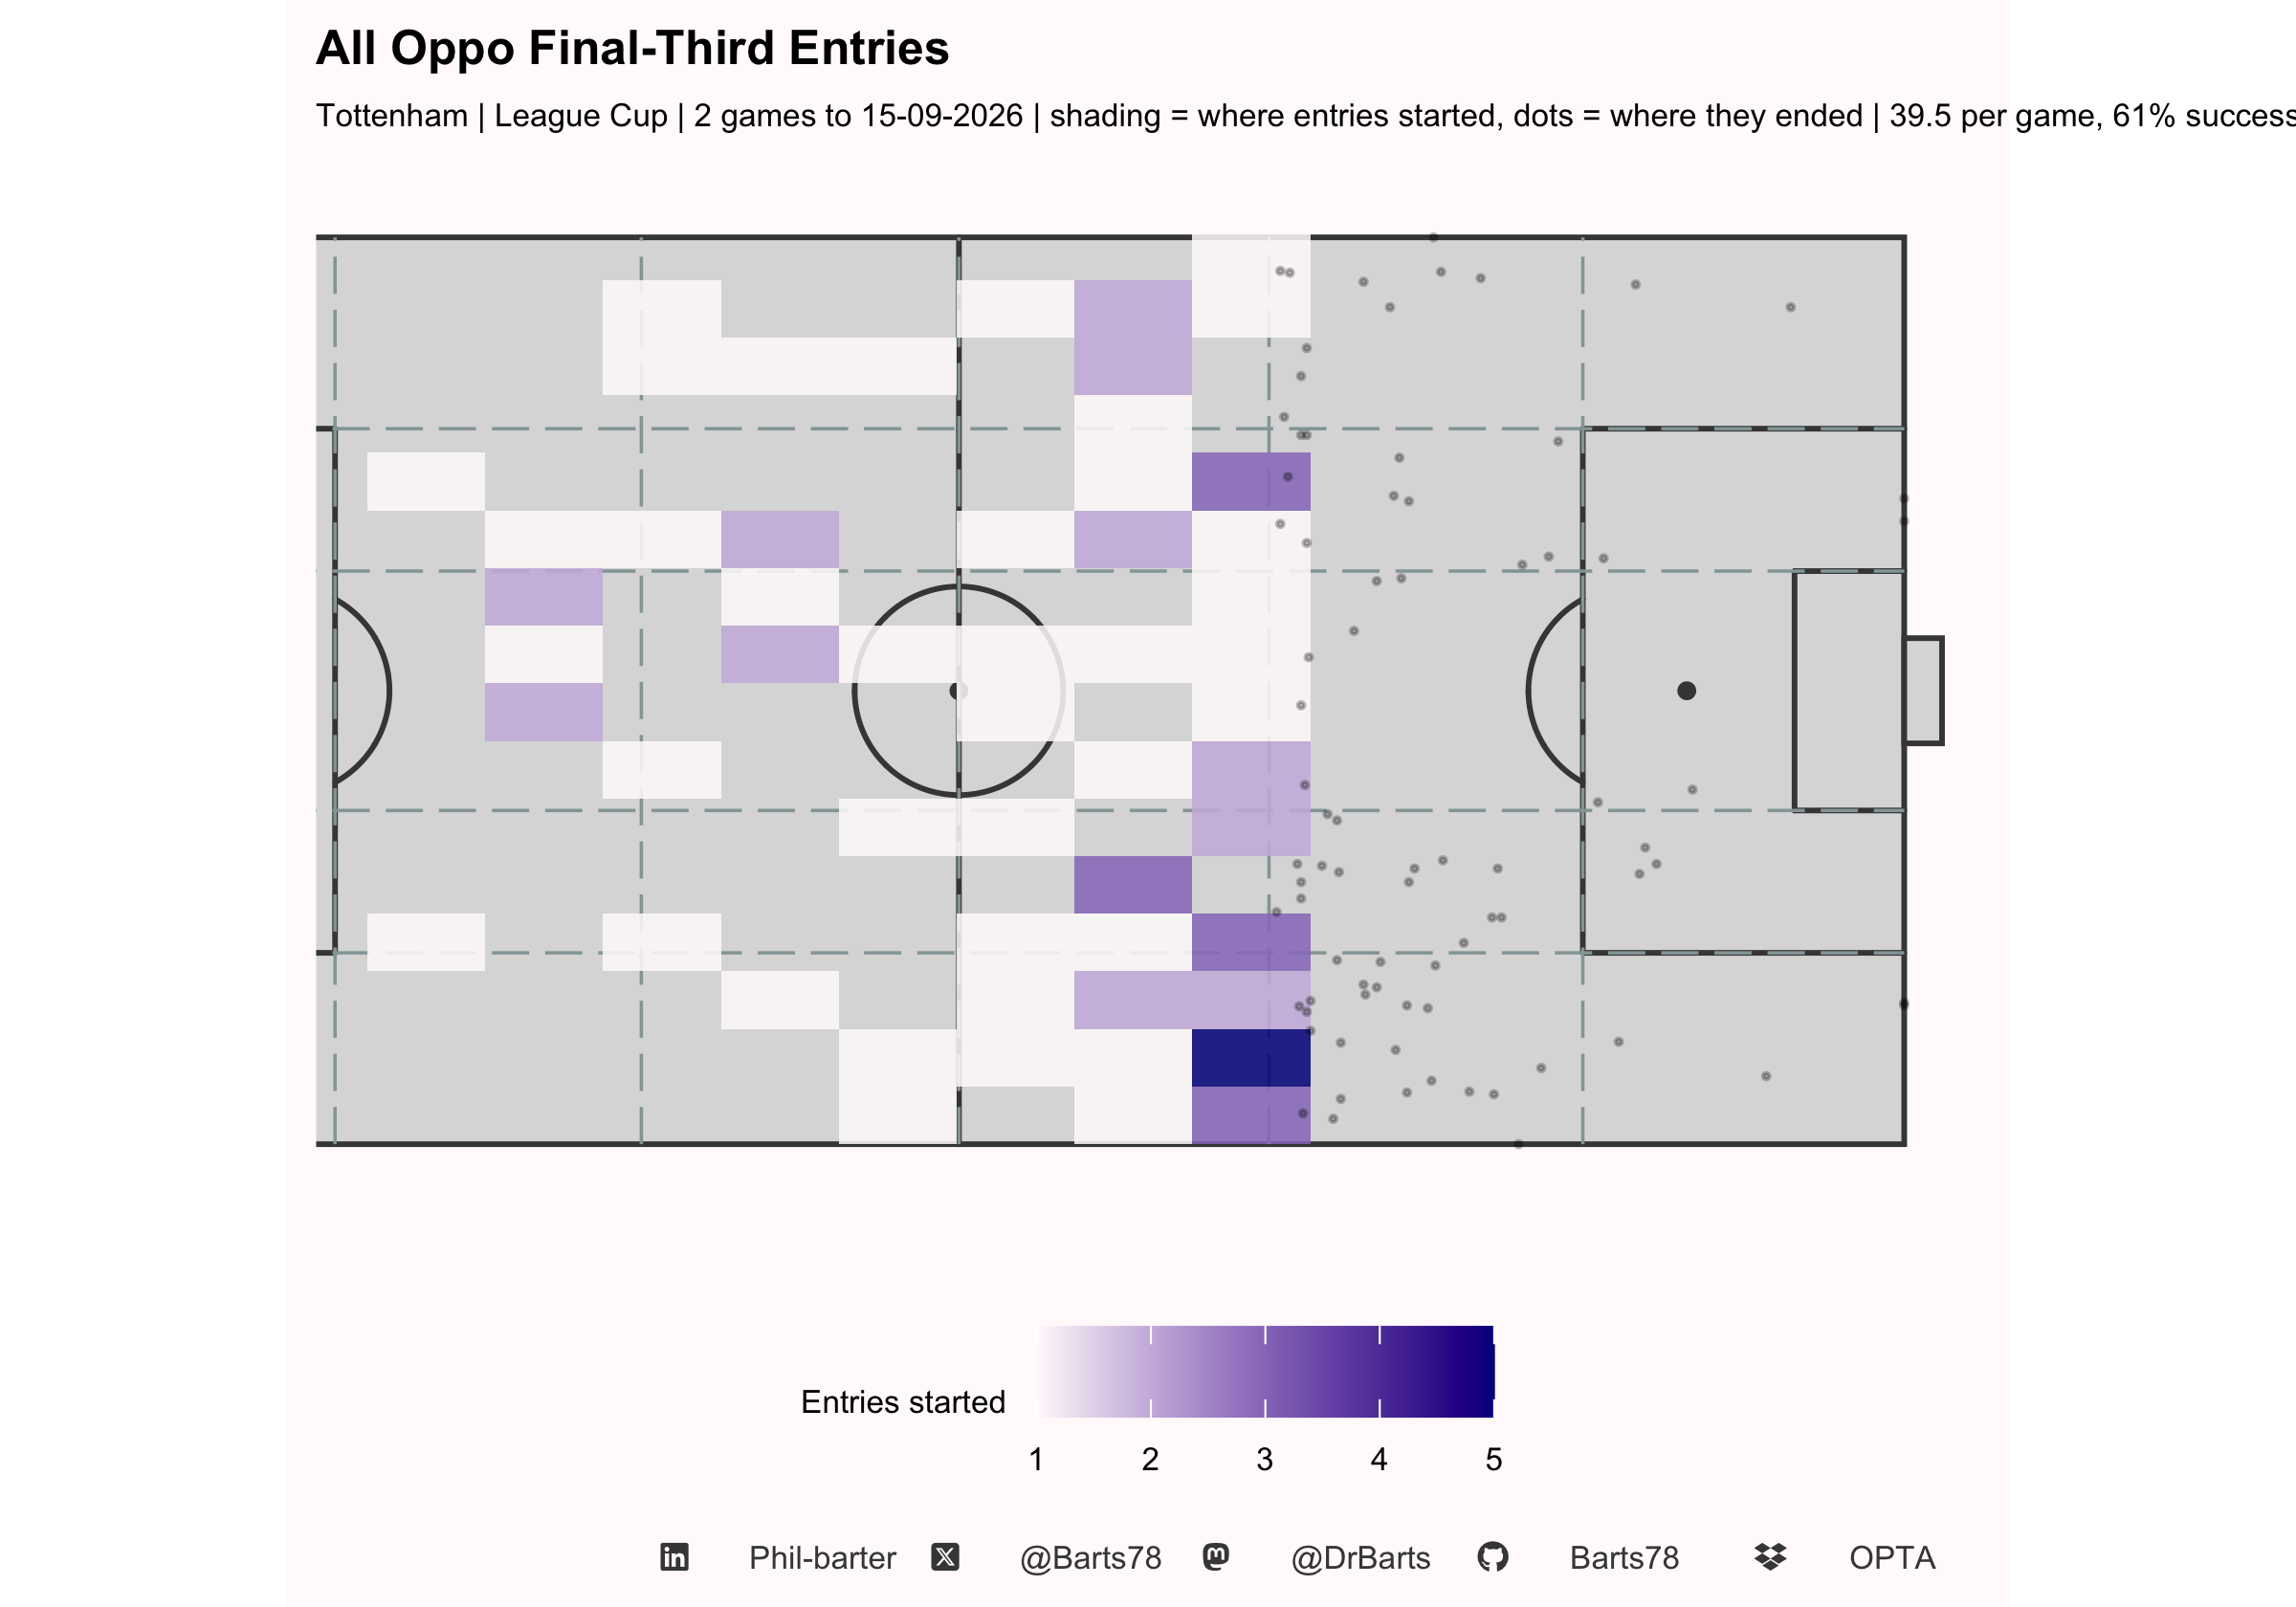 All Oppo Final-Third Entries
Tottenham | League Cup | 2 games to 15-09-2026 | shading = where entries started, dots = where they ended | 39.5 per game, 61% success
Entries started
1 2 3 4 5
Phil-barter @Barts78 @DrBarts Barts78 OPTA